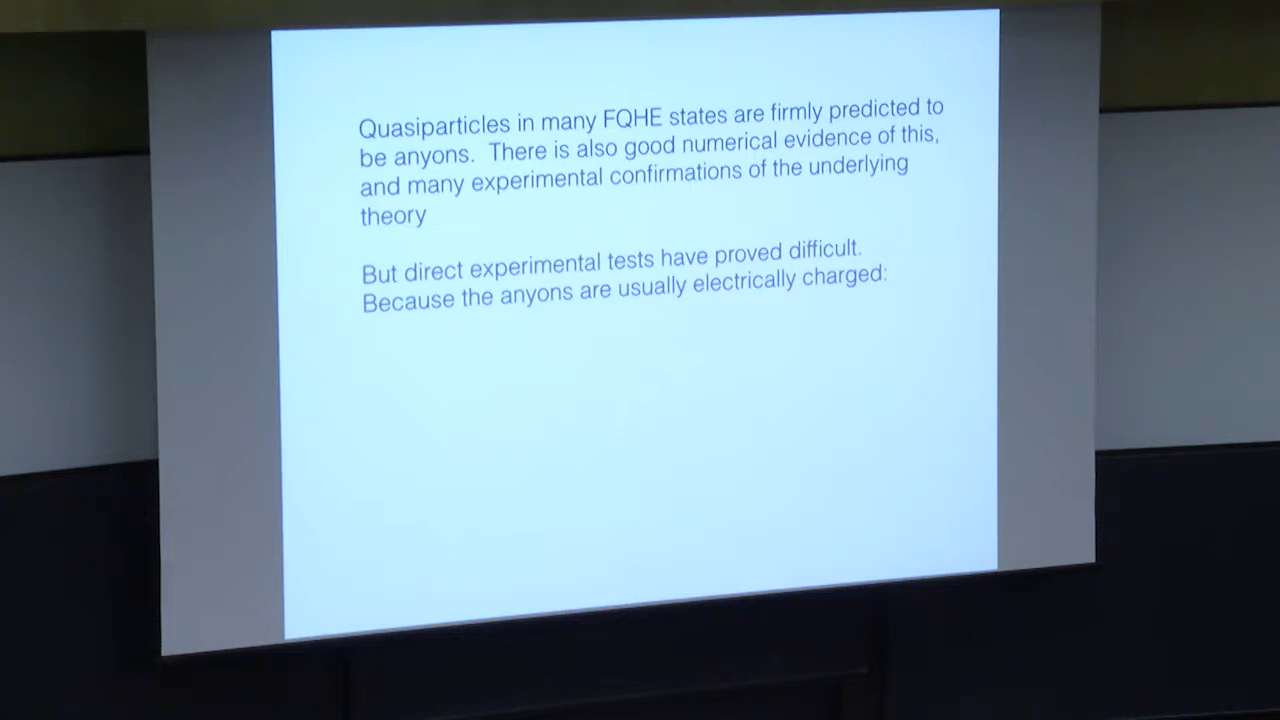 Quasiparticles in many FQHE states are firmly predicted to
be anyons.  There is also good numerical evidence of this,
and many experimental confirmations of the underlying
theory
But direct experimental tests have proved difficult.
Because the anyons are usually electrically charged: